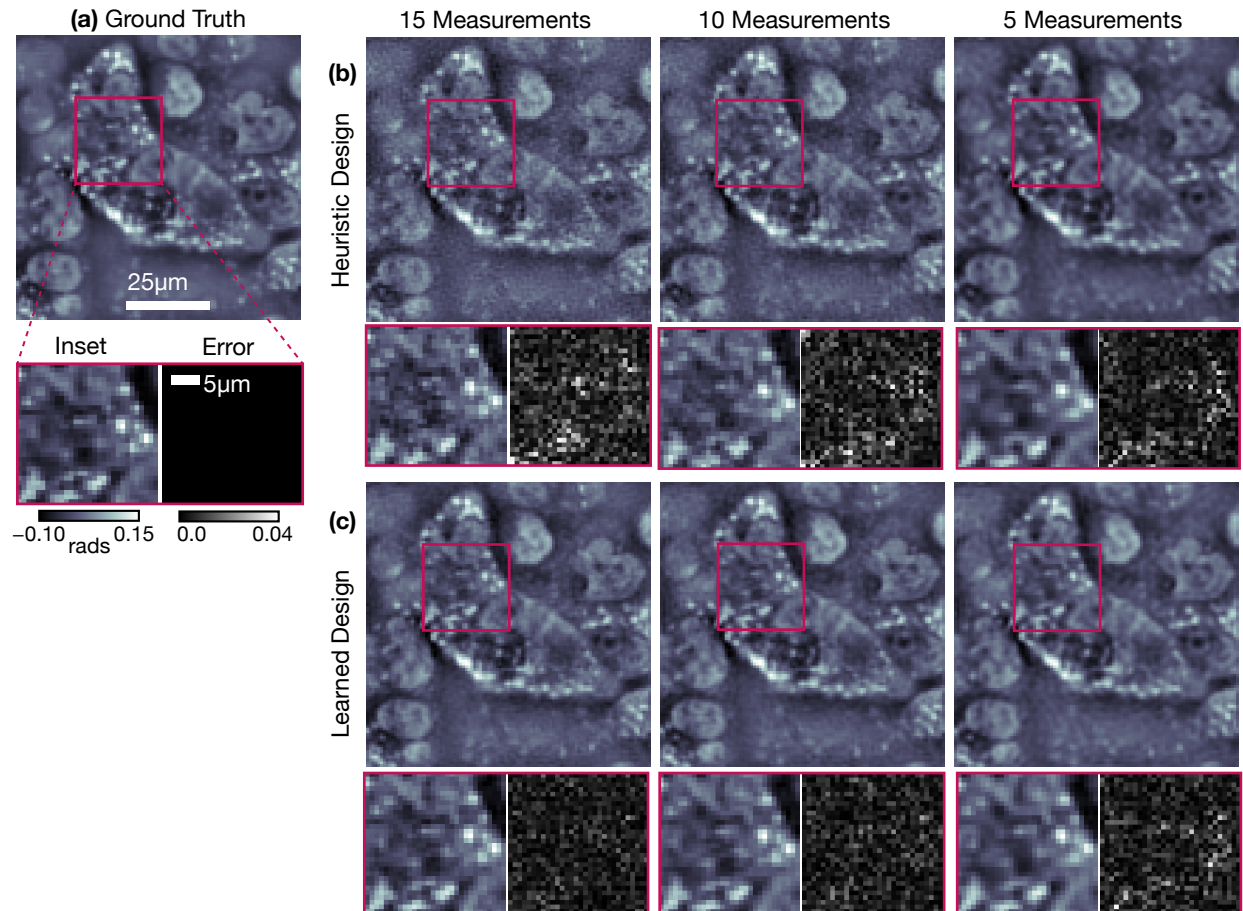 (a) Ground Truth
15 Measurements
10 Measurements
5 Measurements
(b)
Heuristic Design
25μm
Inset
Error
5μm
−0.10
0.15
rads
0.0
0.04
(c)
Learned Design